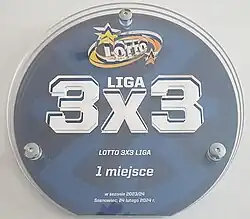 LOTTO
LIGA
3x3
LOTTO 3X3 LIGA
1 miejsce
w sezonie 2023/24
Sosnowiec, 24 lutego 2024 r.